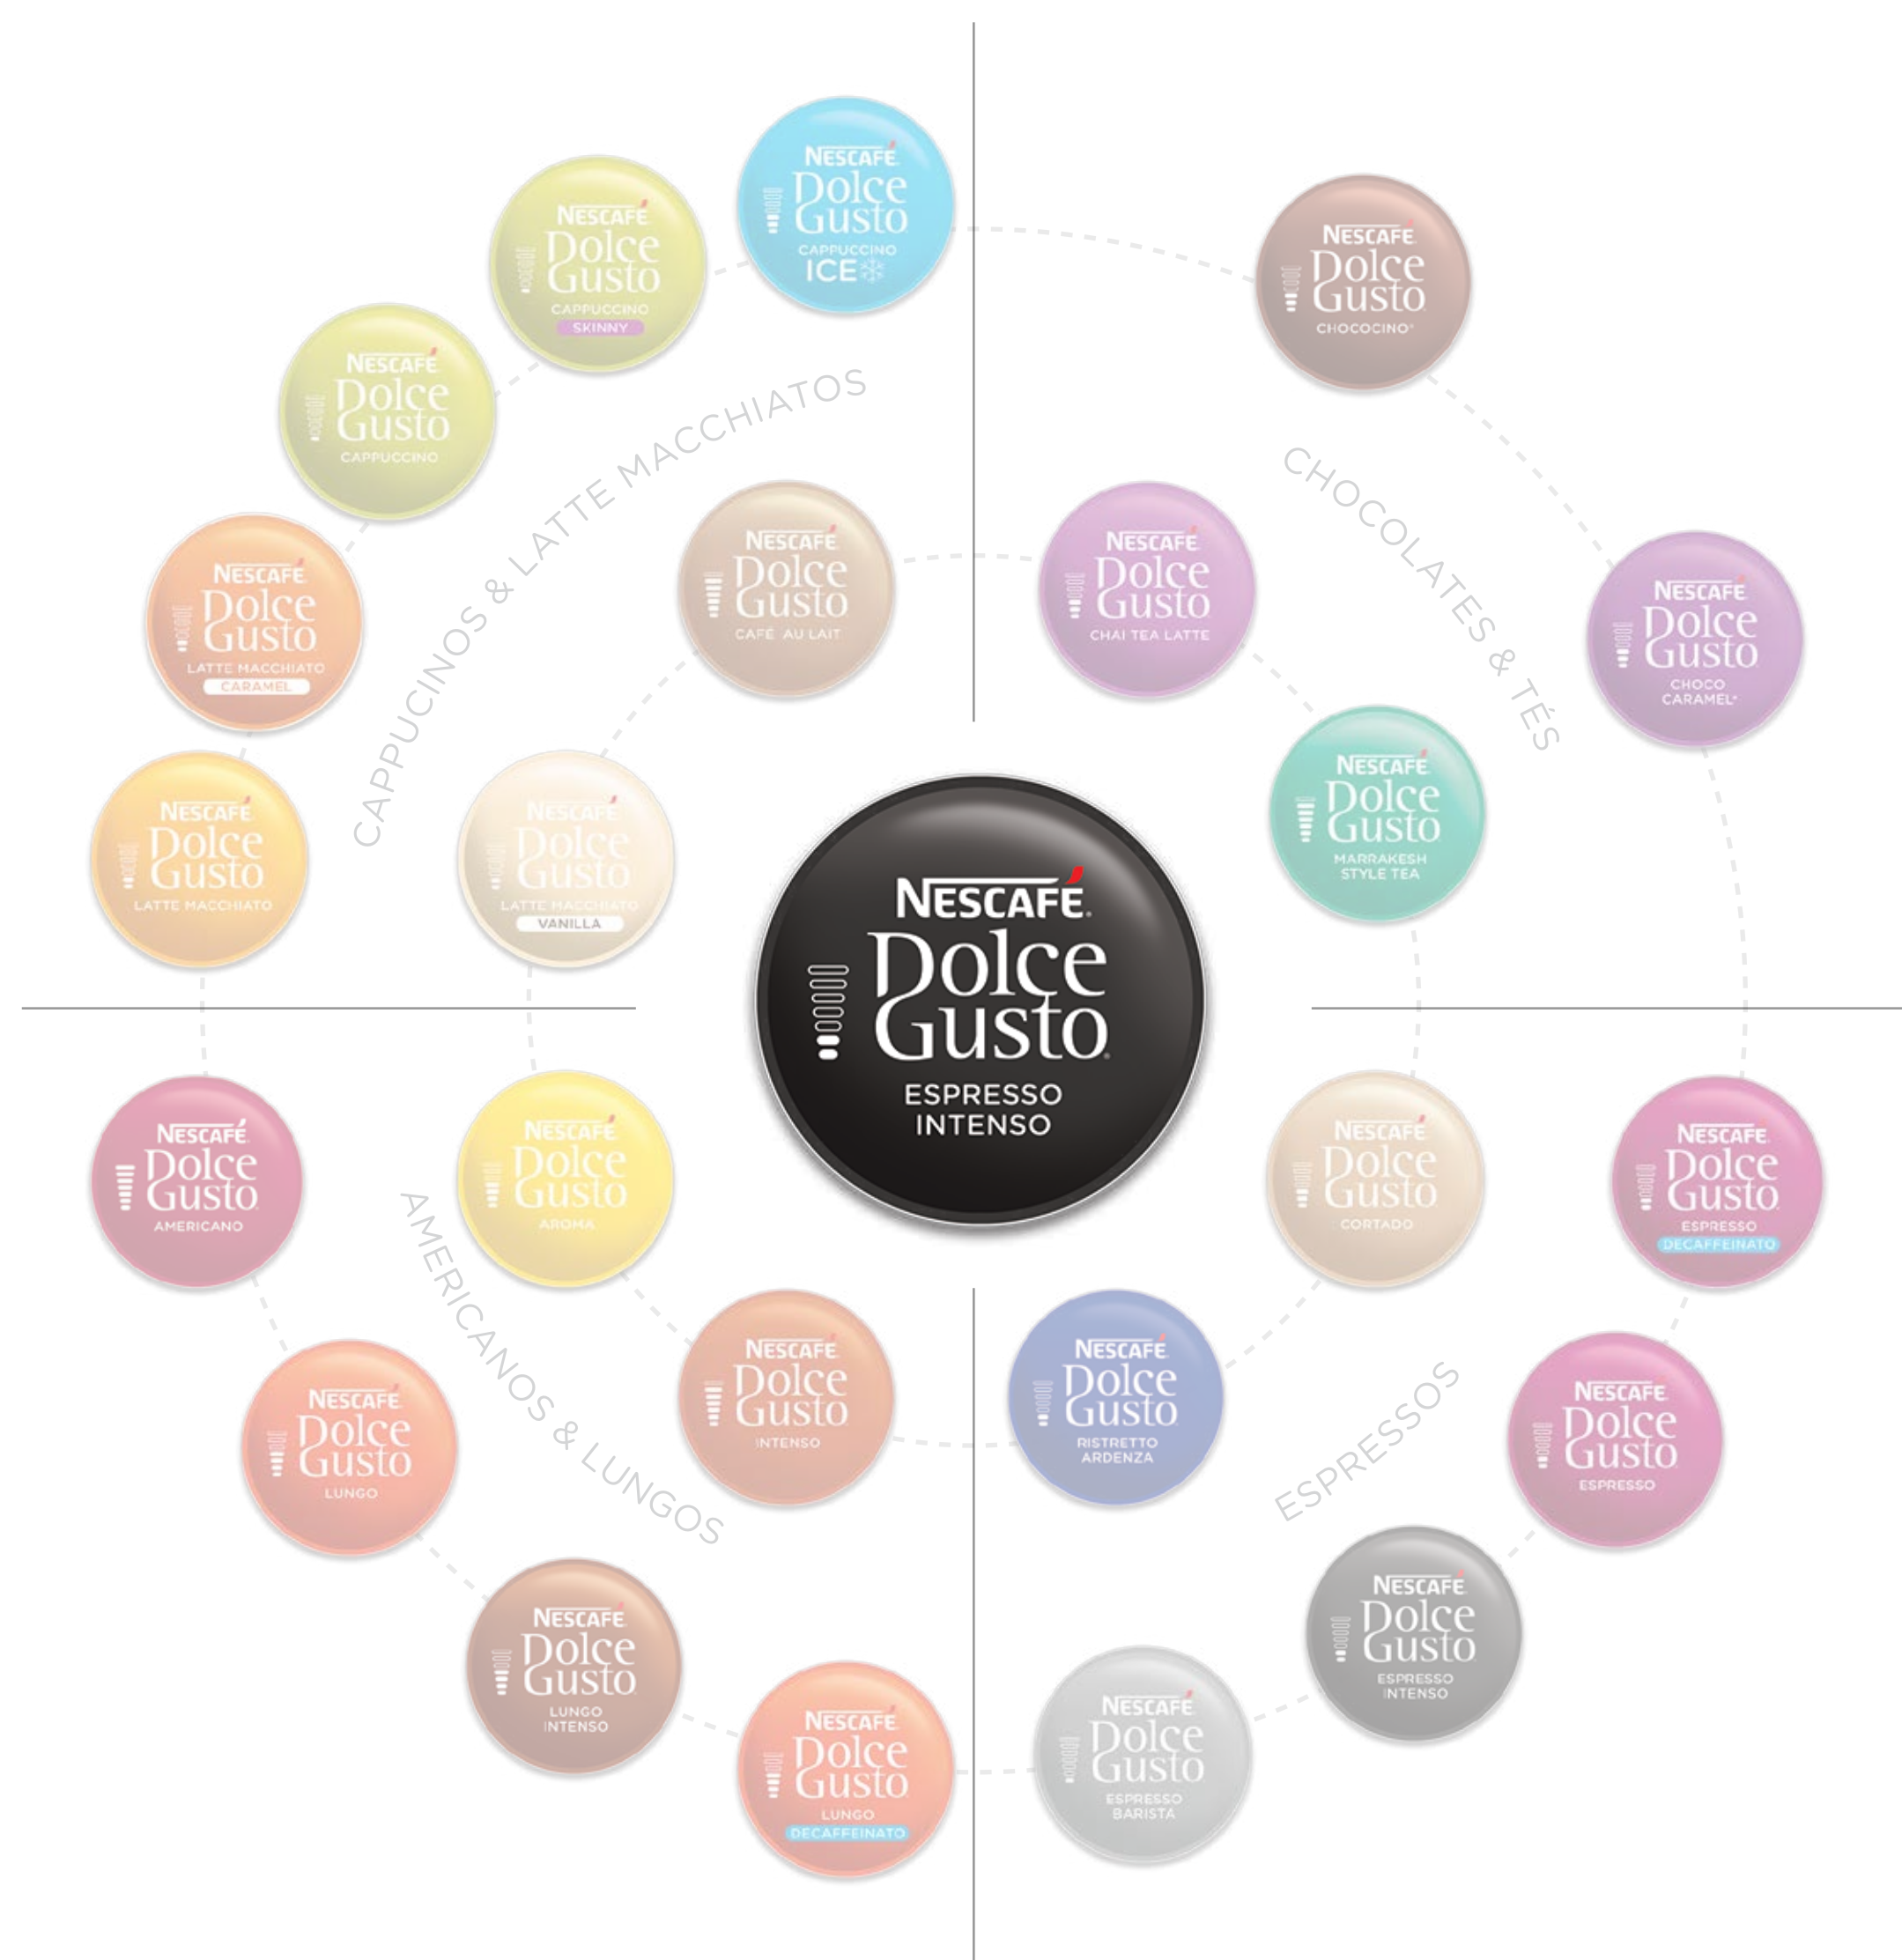 NESCAFÉ
Dolce
Gusto
CAPPUCCINO
ICE
NESCAFÉ
Dolce
Gusto
CAPPUCCINO
SKINNY
NESCAFÉ
Dolce
Gusto
CAPPUCCINO
NESCAFÉ
Dolce
Gusto
LATTE MACCHIATO
CARAMEL
NESCAFÉ
Dolce
Gusto
LATTE MACCHIATO
CAPPUCINOS & LATTE MACCHIATOS
NESCAFÉ
Dolce
Gusto
CAFÉ AU LAIT
NESCAFÉ
Dolce
Gusto
LATTE MACCHIATO
VANILLA
NESCAFÉ
Dolce
Gusto
CHOCOCINO*
NESCAFÉ
Dolce
Gusto
CHOCO
CARAMEL*
CHOCOLATES & TÉS
NESCAFÉ
Dolce
Gusto
CHAI TEA LATTE
NESCAFÉ
Dolce
Gusto
MARRAKESH
STYLE TEA
NESCAFÉ®
Dolce
Gusto®
ESPRESSO
INTENSO
NESCAFÉ
Dolce
Gusto
AMERICANO
NESCAFÉ
Dolce
Gusto
AROMA
AMERICANOS & LUNGOS
NESCAFÉ
Dolce
Gusto
INTENSO
NESCAFÉ
Dolce
Gusto
LUNGO
NESCAFÉ
Dolce
Gusto
LUNGO
INTENSO
NESCAFÉ
Dolce
Gusto
LUNGO
DECAFFEINATO
NESCAFÉ
Dolce
Gusto
CORTADO
NESCAFÉ
Dolce
Gusto
ESPRESSO
DECAFFEINATO
NESCAFÉ
Dolce
Gusto
RISTRETTO
ARDENZA
ESPRESSOS
NESCAFÉ
Dolce
Gusto
ESPRESSO
NESCAFÉ
Dolce
Gusto
ESPRESSO
INTENSO
NESCAFÉ
Dolce
Gusto
ESPRESSO
BARISTA